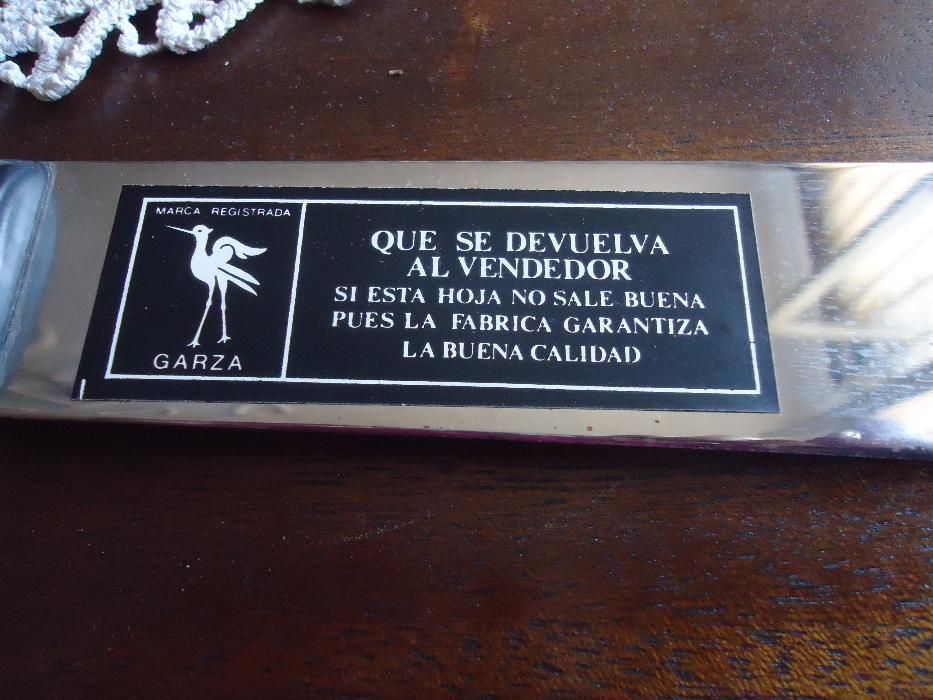 MARCA REGISTRADA
GARZA
QUE SE DEVUELVA
AL VENDEDOR
SI ESTA HOJA NO SALE BUENA
PUES LA FABRICA GARANTIZA
LA BUENA CALIDAD